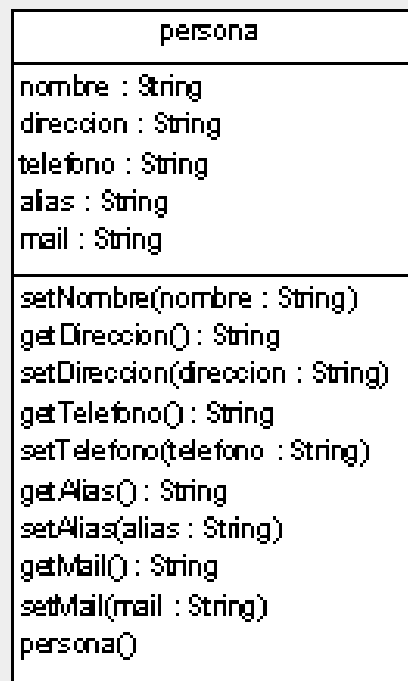 persona
nombre : String
direccion : String
telefono : String
alias : String
mail : String
setNombre(nombre : String)
getDireccion() : String
setDireccion(direccion : String)
getTelefono() : String
setTelefono(telefono : String)
getAlias() : String
setAlias(alias : String)
getMail() : String
setMail(mail : String)
persona()